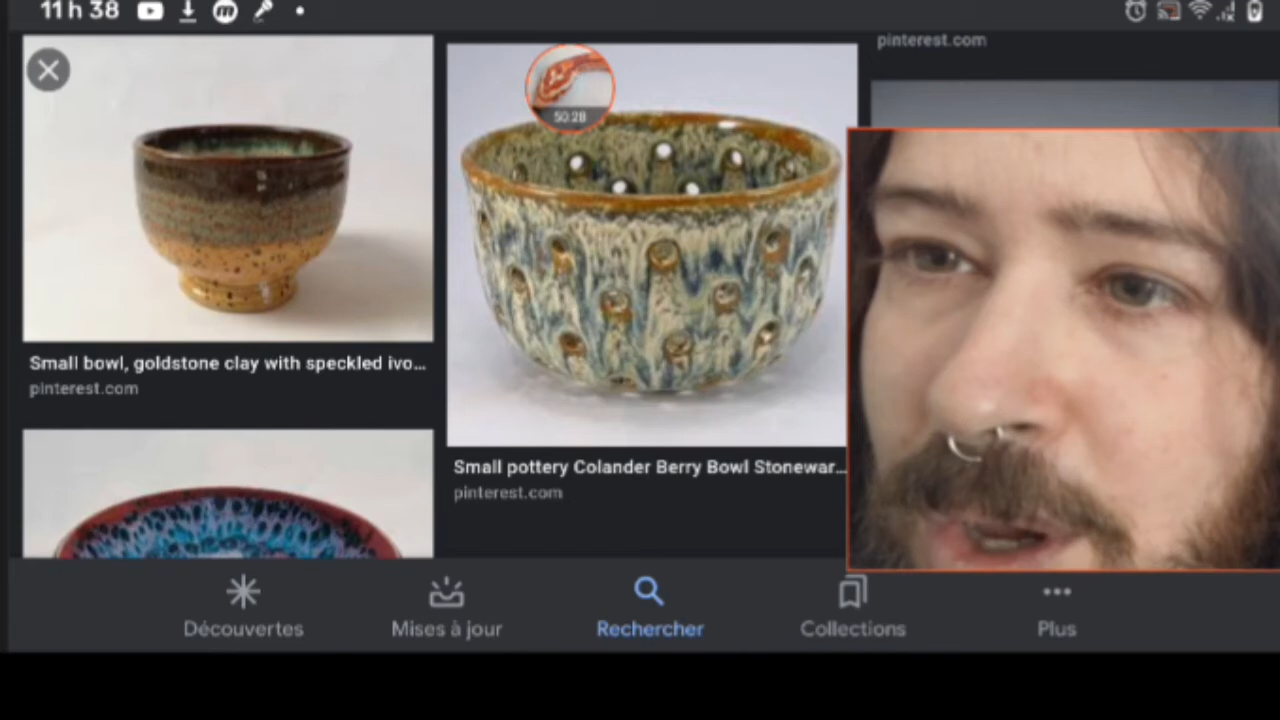 11 h 38
pinterest.com
50:28
Small bowl, goldstone clay with speckled ivo...
pinterest.com
Small pottery Colander Berry Bowl Stonewar...
pinterest.com
Découvertes
Mises à jour
Rechercher
Collections
Plus